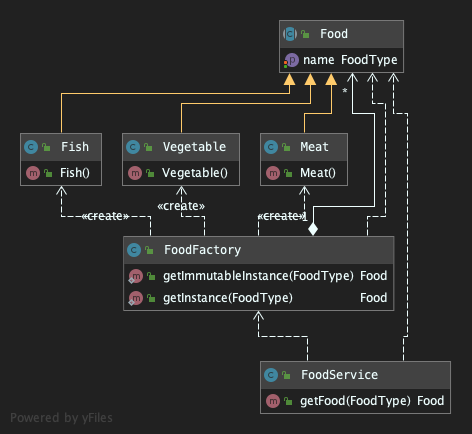 Food
name FoodType
*
Fish
Fish()
Vegetable
Vegetable()
Meat
Meat()
«create»
«create»
«create»
1
FoodFactory
getImmutableInstance(FoodType) Food
getInstance(FoodType) Food
FoodService
getFood(FoodType) Food
Powered by yFiles